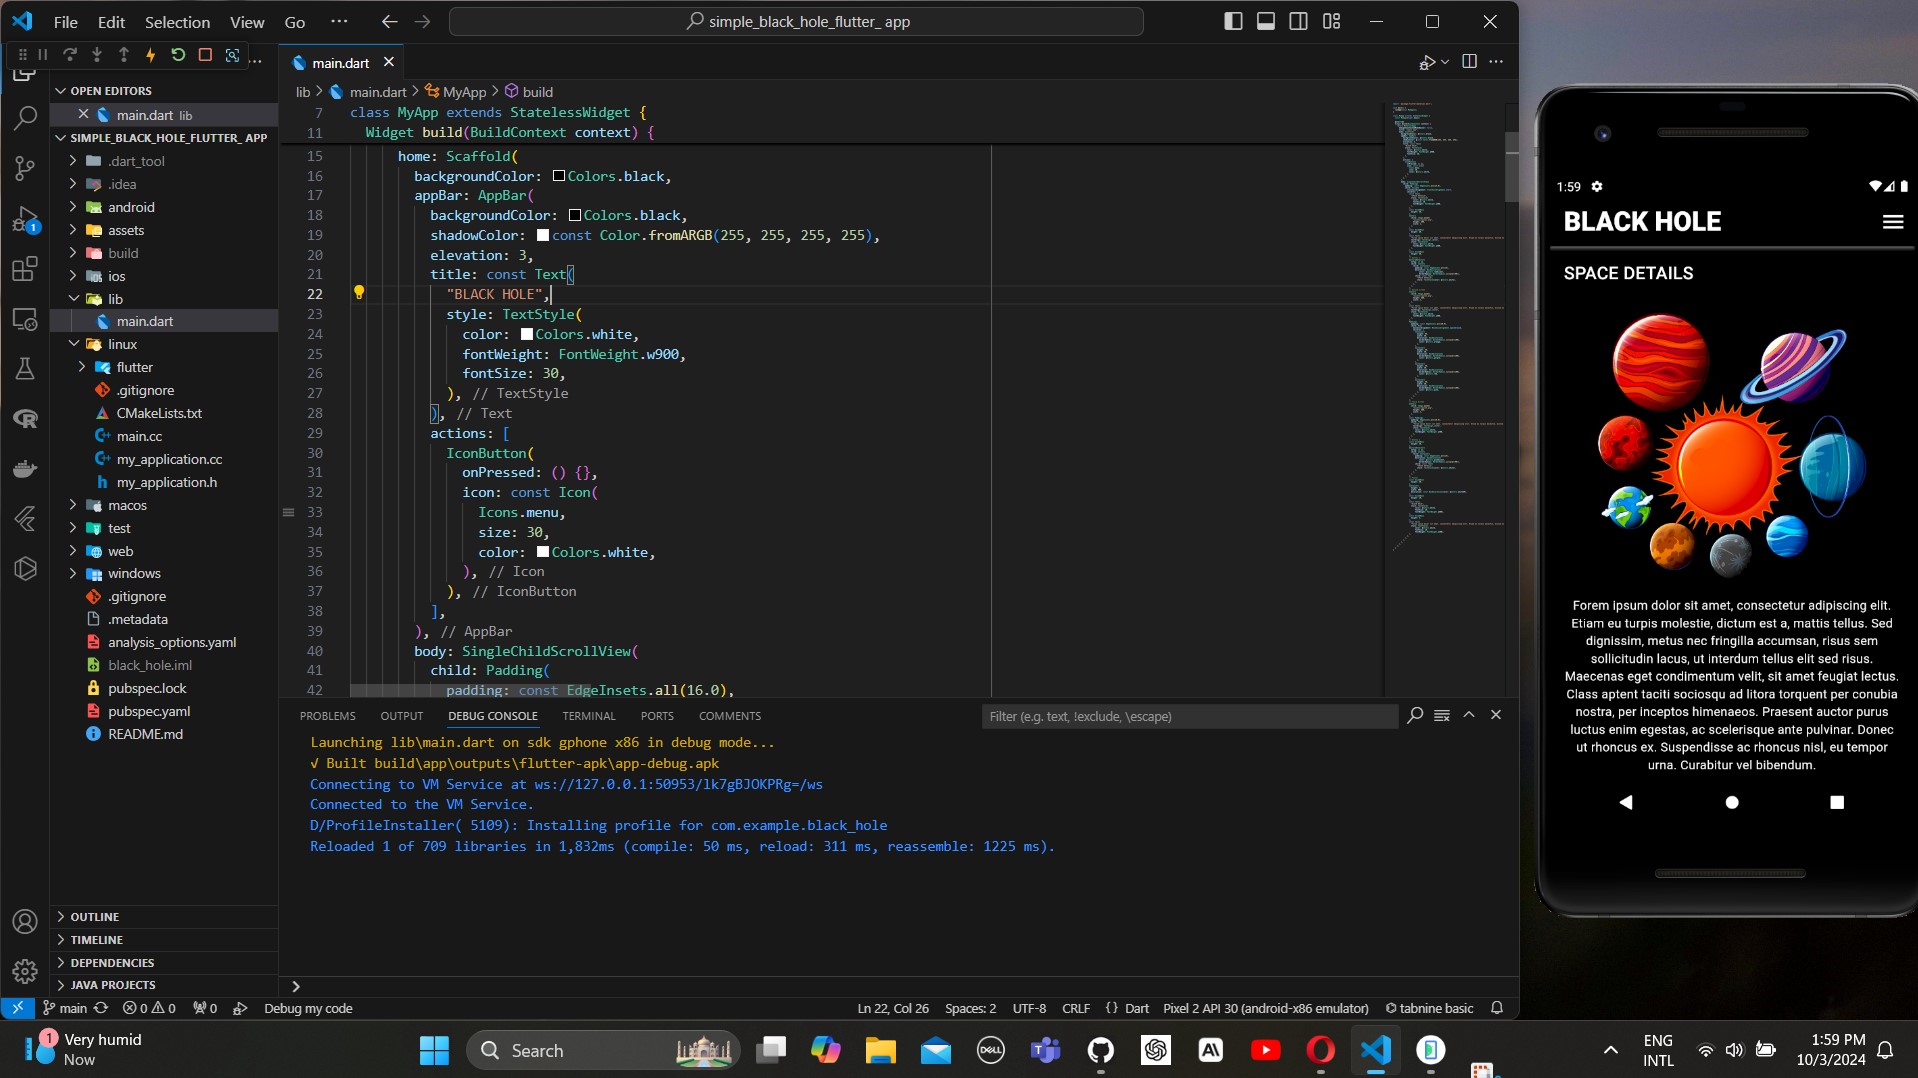 File Edit Selection View Go ···
simple_black_hole_flutter_ app
main.dart
OPEN EDITORS
main.dart lib
SIMPLE_BLACK_HOLE_FLUTTER_ APP
.dart_tool
.idea
android
assets
build
ios
lib
main.dart
linux
flutter
.gitignore
CMakeLists.txt
main.cc
my_application.cc
my_application.h
macos
test
web
windows
.gitignore
.metadata
analysis_options.yaml
black_hole.iml
pubspec.lock
pubspec.yaml
README.md
OUTLINE
TIMELINE
DEPENDENCIES
JAVA PROJECTS
lib > main.dart > MyApp > build
7 class MyApp extends StatelessWidget {
11 Widget build(BuildContext context) {
15 home: Scaffold(
16 backgroundColor: Colors.black,
17 appBar: AppBar(
18 backgroundColor: Colors.black,
19 shadowColor: const Color.fromARGB(255, 255, 255, 255),
20 elevation: 3,
21 title: const Text(
22 "BLACK HOLE",
23 style: TextStyle(
24 color: Colors.white,
25 fontWeight: FontWeight.w900,
26 fontSize: 30,
27 ), // TextStyle
28 ), // Text
29 actions: [
30 IconButton(
31 onPressed: () {},
32 icon: const Icon(
33 Icons.menu,
34 size: 30,
35 color: Colors.white,
36 ), // Icon
37 ), // IconButton
38 ],
39 ), // AppBar
40 body: SingleChildScrollView(
41 child: Padding(
42 padding: const EdgeInsets.all(16.0),
PROBLEMS OUTPUT DEBUG CONSOLE TERMINAL PORTS COMMENTS
Filter (e.g. text, !exclude, \escape)
Launching lib\main.dart on sdk gphone x86 in debug mode...
√ Built build\app\outputs\flutter-apk\app-debug.apk
Connecting to VM Service at ws://127.0.0.1:50953/lk7gBJOKPRg=/ws
Connected to the VM Service.
D/ProfileInstaller( 5109): Installing profile for com.example.black_hole
Reloaded 1 of 709 libraries in 1,832ms (compile: 50 ms, reload: 311 ms, reassemble: 1225 ms).
main 0 0 0 Debug my code
Ln 22, Col 26 Spaces: 2 UTF-8 CRLF {} Dart Pixel 2 API 30 (android-x86 emulator) tabnine basic
1
1:59
BLACK HOLE
SPACE DETAILS
Forem ipsum dolor sit amet, consectetur adipiscing elit.
Etiam eu turpis molestie, dictum est a, mattis tellus. Sed
dignissim, metus nec fringilla accumsan, risus sem
sollicitudin lacus, ut interdum tellus elit sed risus.
Maecenas eget condimentum velit, sit amet feugiat lectus.
Class aptent taciti sociosqu ad litora torquent per conubia
nostra, per inceptos himenaeos. Praesent auctor purus
luctus enim egestas, ac scelerisque ante pulvinar. Donec
ut rhoncus ex. Suspendisse ac rhoncus nisl, eu tempor
urna. Curabitur vel bibendum.
1
Very humid
Now
Search
DELL
ENG
INTL
1:59 PM
10/3/2024